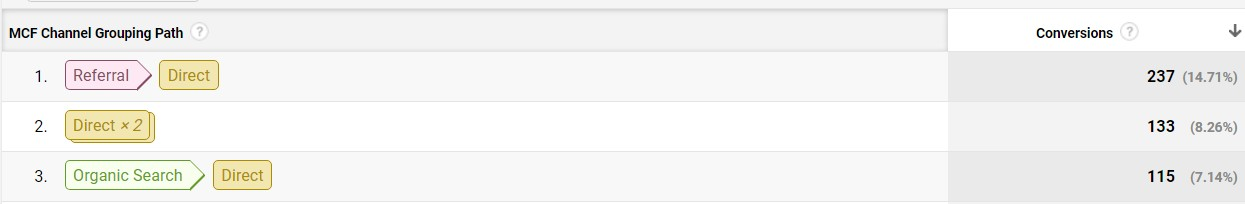 MCF Channel Grouping Path ? Conversions ?
1. Referral Direct 237 (14.71%)
2. Direct × 2 133 (8.26%)
3. Organic Search Direct 115 (7.14%)